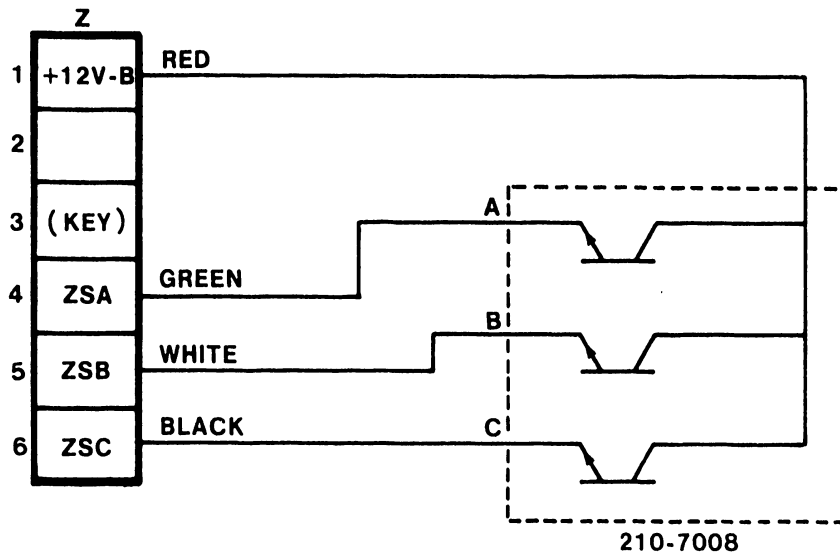 Z
1 +12V-B RED
2
3 (KEY) A
4 ZSA GREEN
B
5 ZSB WHITE
6 ZSC BLACK C
210-7008